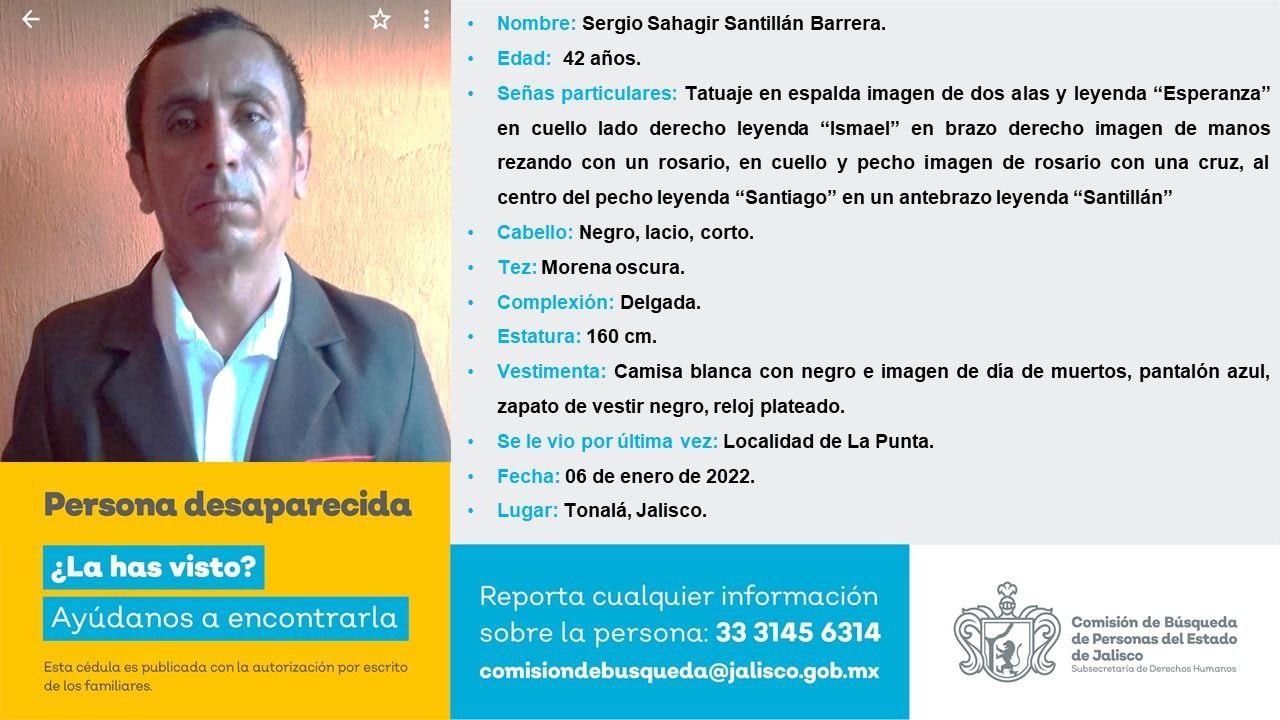 • Nombre: Sergio Sahagir Santillán Barrera.
• Edad: 42 años.
• Señas particulares: Tatuaje en espalda imagen de dos alas y leyenda “Esperanza”
en cuello lado derecho leyenda “Ismael” en brazo derecho imagen de manos
rezando con un rosario, en cuello y pecho imagen de rosario con una cruz, al
centro del pecho leyenda “Santiago” en un antebrazo leyenda “Santillán”
• Cabello: Negro, lacio, corto.
• Tez: Morena oscura.
• Complexión: Delgada.
• Estatura: 160 cm.
• Vestimenta: Camisa blanca con negro e imagen de día de muertos, pantalón azul,
zapato de vestir negro, reloj plateado.
• Se le vio por última vez: Localidad de La Punta.
• Fecha: 06 de enero de 2022.
• Lugar: Tonalá, Jalisco.
Persona desaparecida
¿La has visto?
Ayúdanos a encontrarla
Esta cédula es publicada con la autorización por escrito
de los familiares.
Reporta cualquier información
sobre la persona: 33 3145 6314
comisiondebusqueda@jalisco.gob.mx
Comisión de Búsqueda
de Personas del Estado
de Jalisco
Subsecretaría de Derechos Humanos